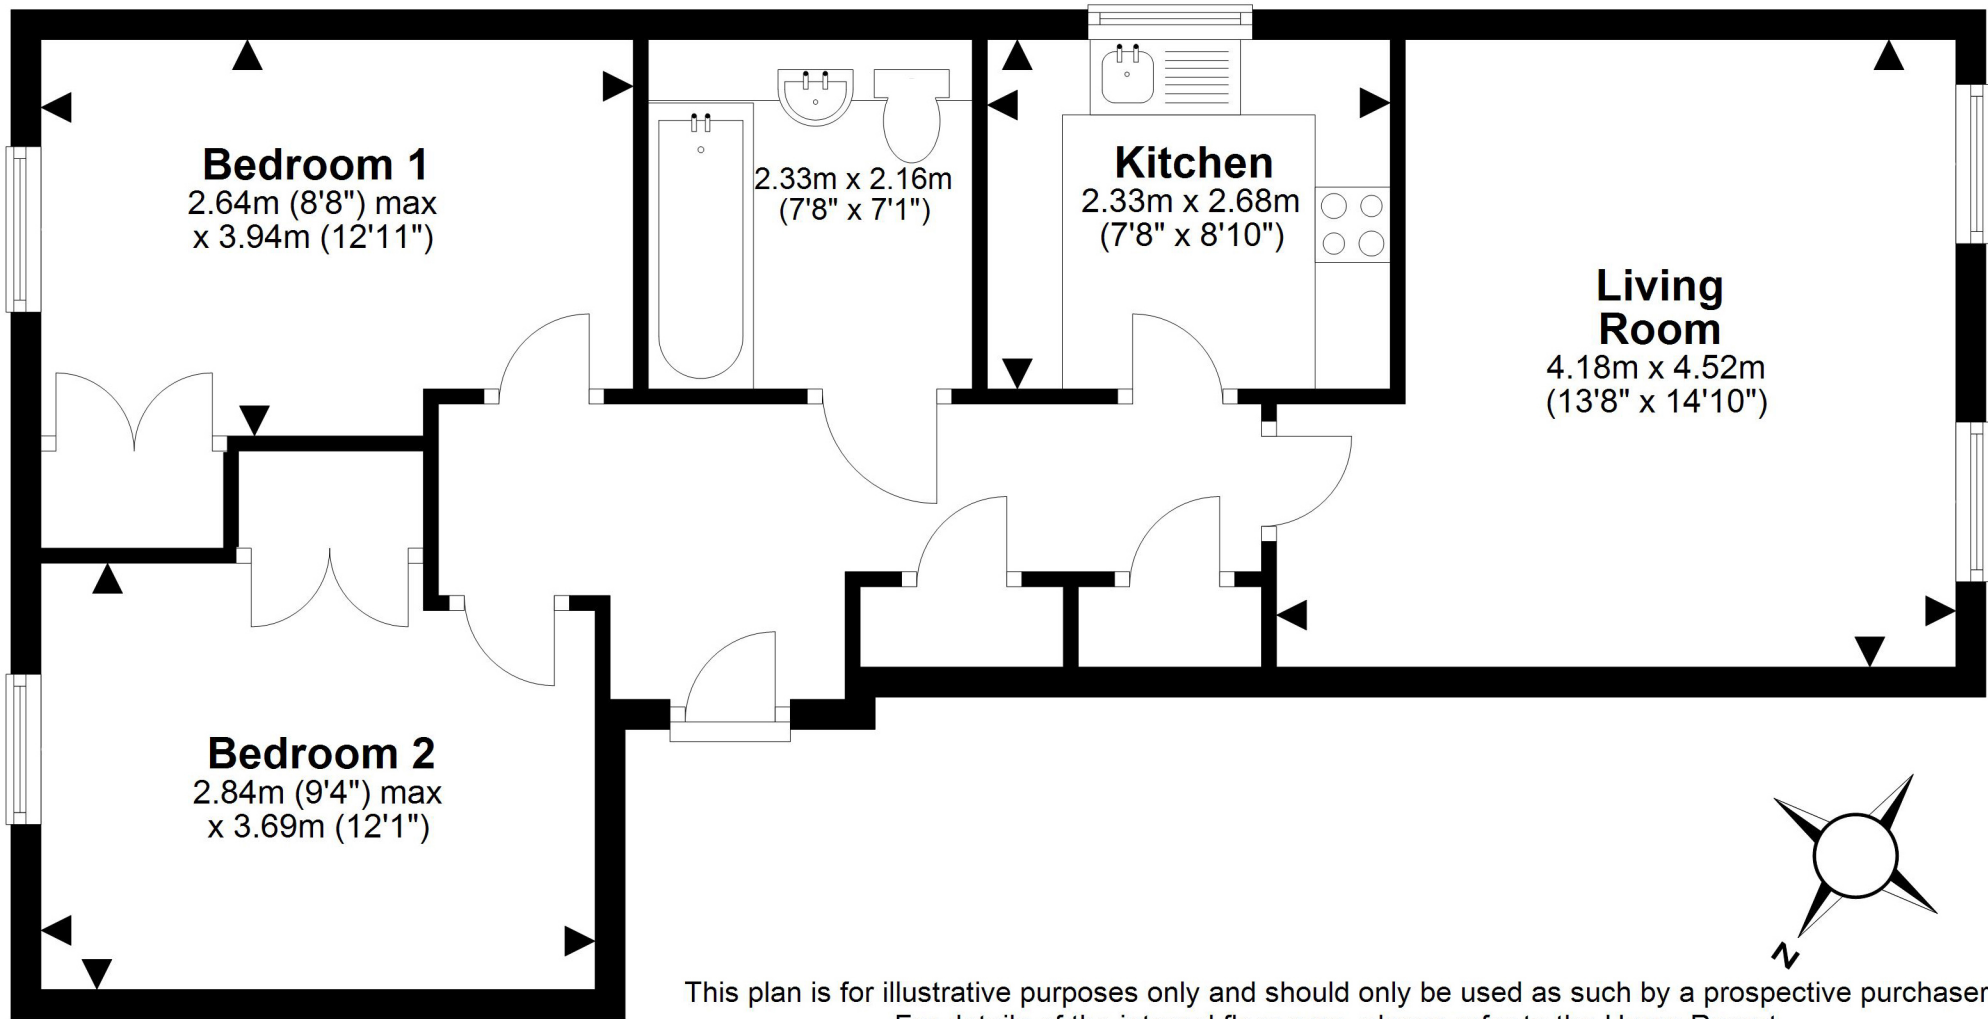 Bedroom 1
2.64m (8'8") max
x 3.94m (12'11")
2.33m x 2.16m
(7'8" x 7'1")
Kitchen
2.33m x 2.68m
(7'8" x 8'10")
Living
Room
4.18m x 4.52m
(13'8" x 14'10")
Bedroom 2
2.84m (9'4") max
x 3.69m (12'1")
N
This plan is for illustrative purposes only and should only be used as such by a prospective purchaser